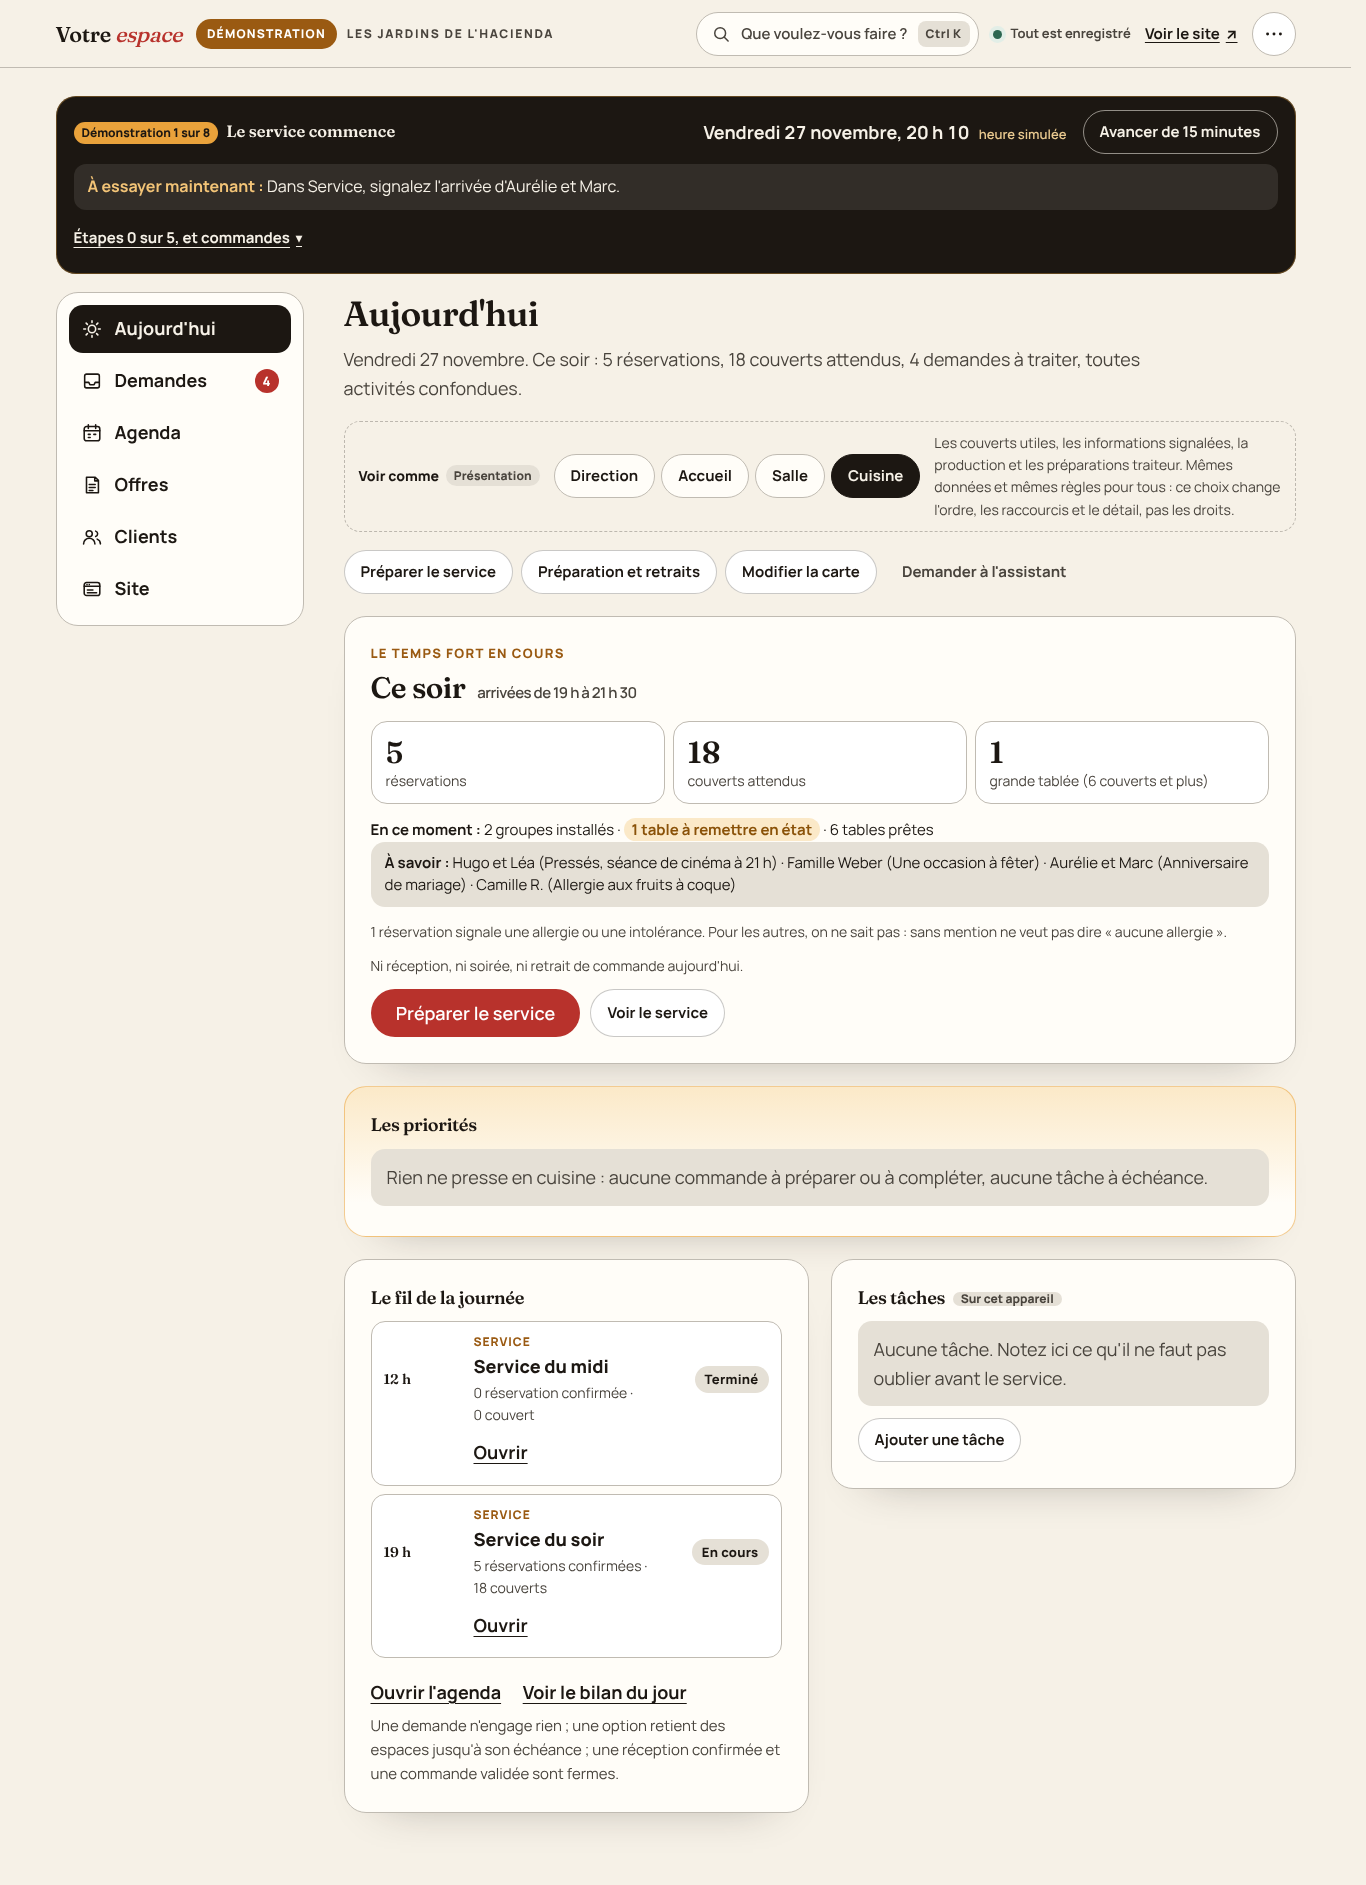 Votre espace DÉMONSTRATION LES JARDINS DE L'HACIENDA
Que voulez-vous faire ? Ctrl K Tout est enregistré Voir le site ↗ ···
Démonstration 1 sur 8 Le service commence
Vendredi 27 novembre, 20 h 10 heure simulée Avancer de 15 minutes
À essayer maintenant : Dans Service, signalez l'arrivée d'Aurélie et Marc.
Étapes 0 sur 5, et commandes ▾
Aujourd'hui
Demandes 4
Agenda
Offres
Clients
Site
Aujourd'hui
Vendredi 27 novembre. Ce soir : 5 réservations, 18 couverts attendus, 4 demandes à traiter, toutes
activités confondues.
Voir comme Présentation Direction Accueil Salle Cuisine
Les couverts utiles, les informations signalées, la
production et les préparations traiteur. Mêmes
données et mêmes règles pour tous : ce choix change
l'ordre, les raccourcis et le détail, pas les droits.
Préparer le service Préparation et retraits Modifier la carte Demander à l'assistant
LE TEMPS FORT EN COURS
Ce soir arrivées de 19 h à 21 h 30
5
réservations
18
couverts attendus
1
grande tablée (6 couverts et plus)
En ce moment : 2 groupes installés · 1 table à remettre en état · 6 tables prêtes
À savoir : Hugo et Léa (Pressés, séance de cinéma à 21 h) · Famille Weber (Une occasion à fêter) · Aurélie et Marc (Anniversaire
de mariage) · Camille R. (Allergie aux fruits à coque)
1 réservation signale une allergie ou une intolérance. Pour les autres, on ne sait pas : sans mention ne veut pas dire « aucune allergie ».
Ni réception, ni soirée, ni retrait de commande aujourd'hui.
Préparer le service Voir le service
Les priorités
Rien ne presse en cuisine : aucune commande à préparer ou à compléter, aucune tâche à échéance.
Le fil de la journée
12 h
SERVICE
Service du midi
0 réservation confirmée ·
0 couvert
Terminé
Ouvrir
19 h
SERVICE
Service du soir
5 réservations confirmées ·
18 couverts
En cours
Ouvrir
Ouvrir l'agenda Voir le bilan du jour
Une demande n'engage rien ; une option retient des
espaces jusqu'à son échéance ; une réception confirmée et
une commande validée sont fermes.
Les tâches Sur cet appareil
Aucune tâche. Notez ici ce qu'il ne faut pas
oublier avant le service.
Ajouter une tâche